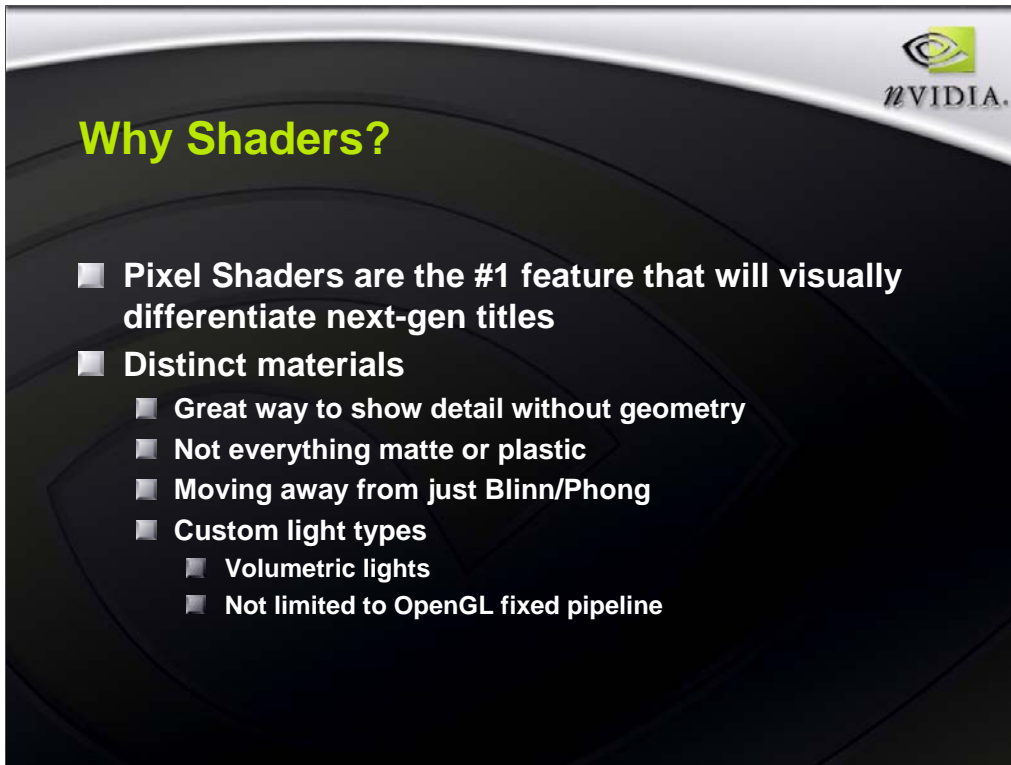 nVIDIA.
Why Shaders?
Pixel Shaders are the #1 feature that will visually
differentiate next-gen titles
Distinct materials
Great way to show detail without geometry
Not everything matte or plastic
Moving away from just Blinn/Phong
Custom light types
Volumetric lights
Not limited to OpenGL fixed pipeline